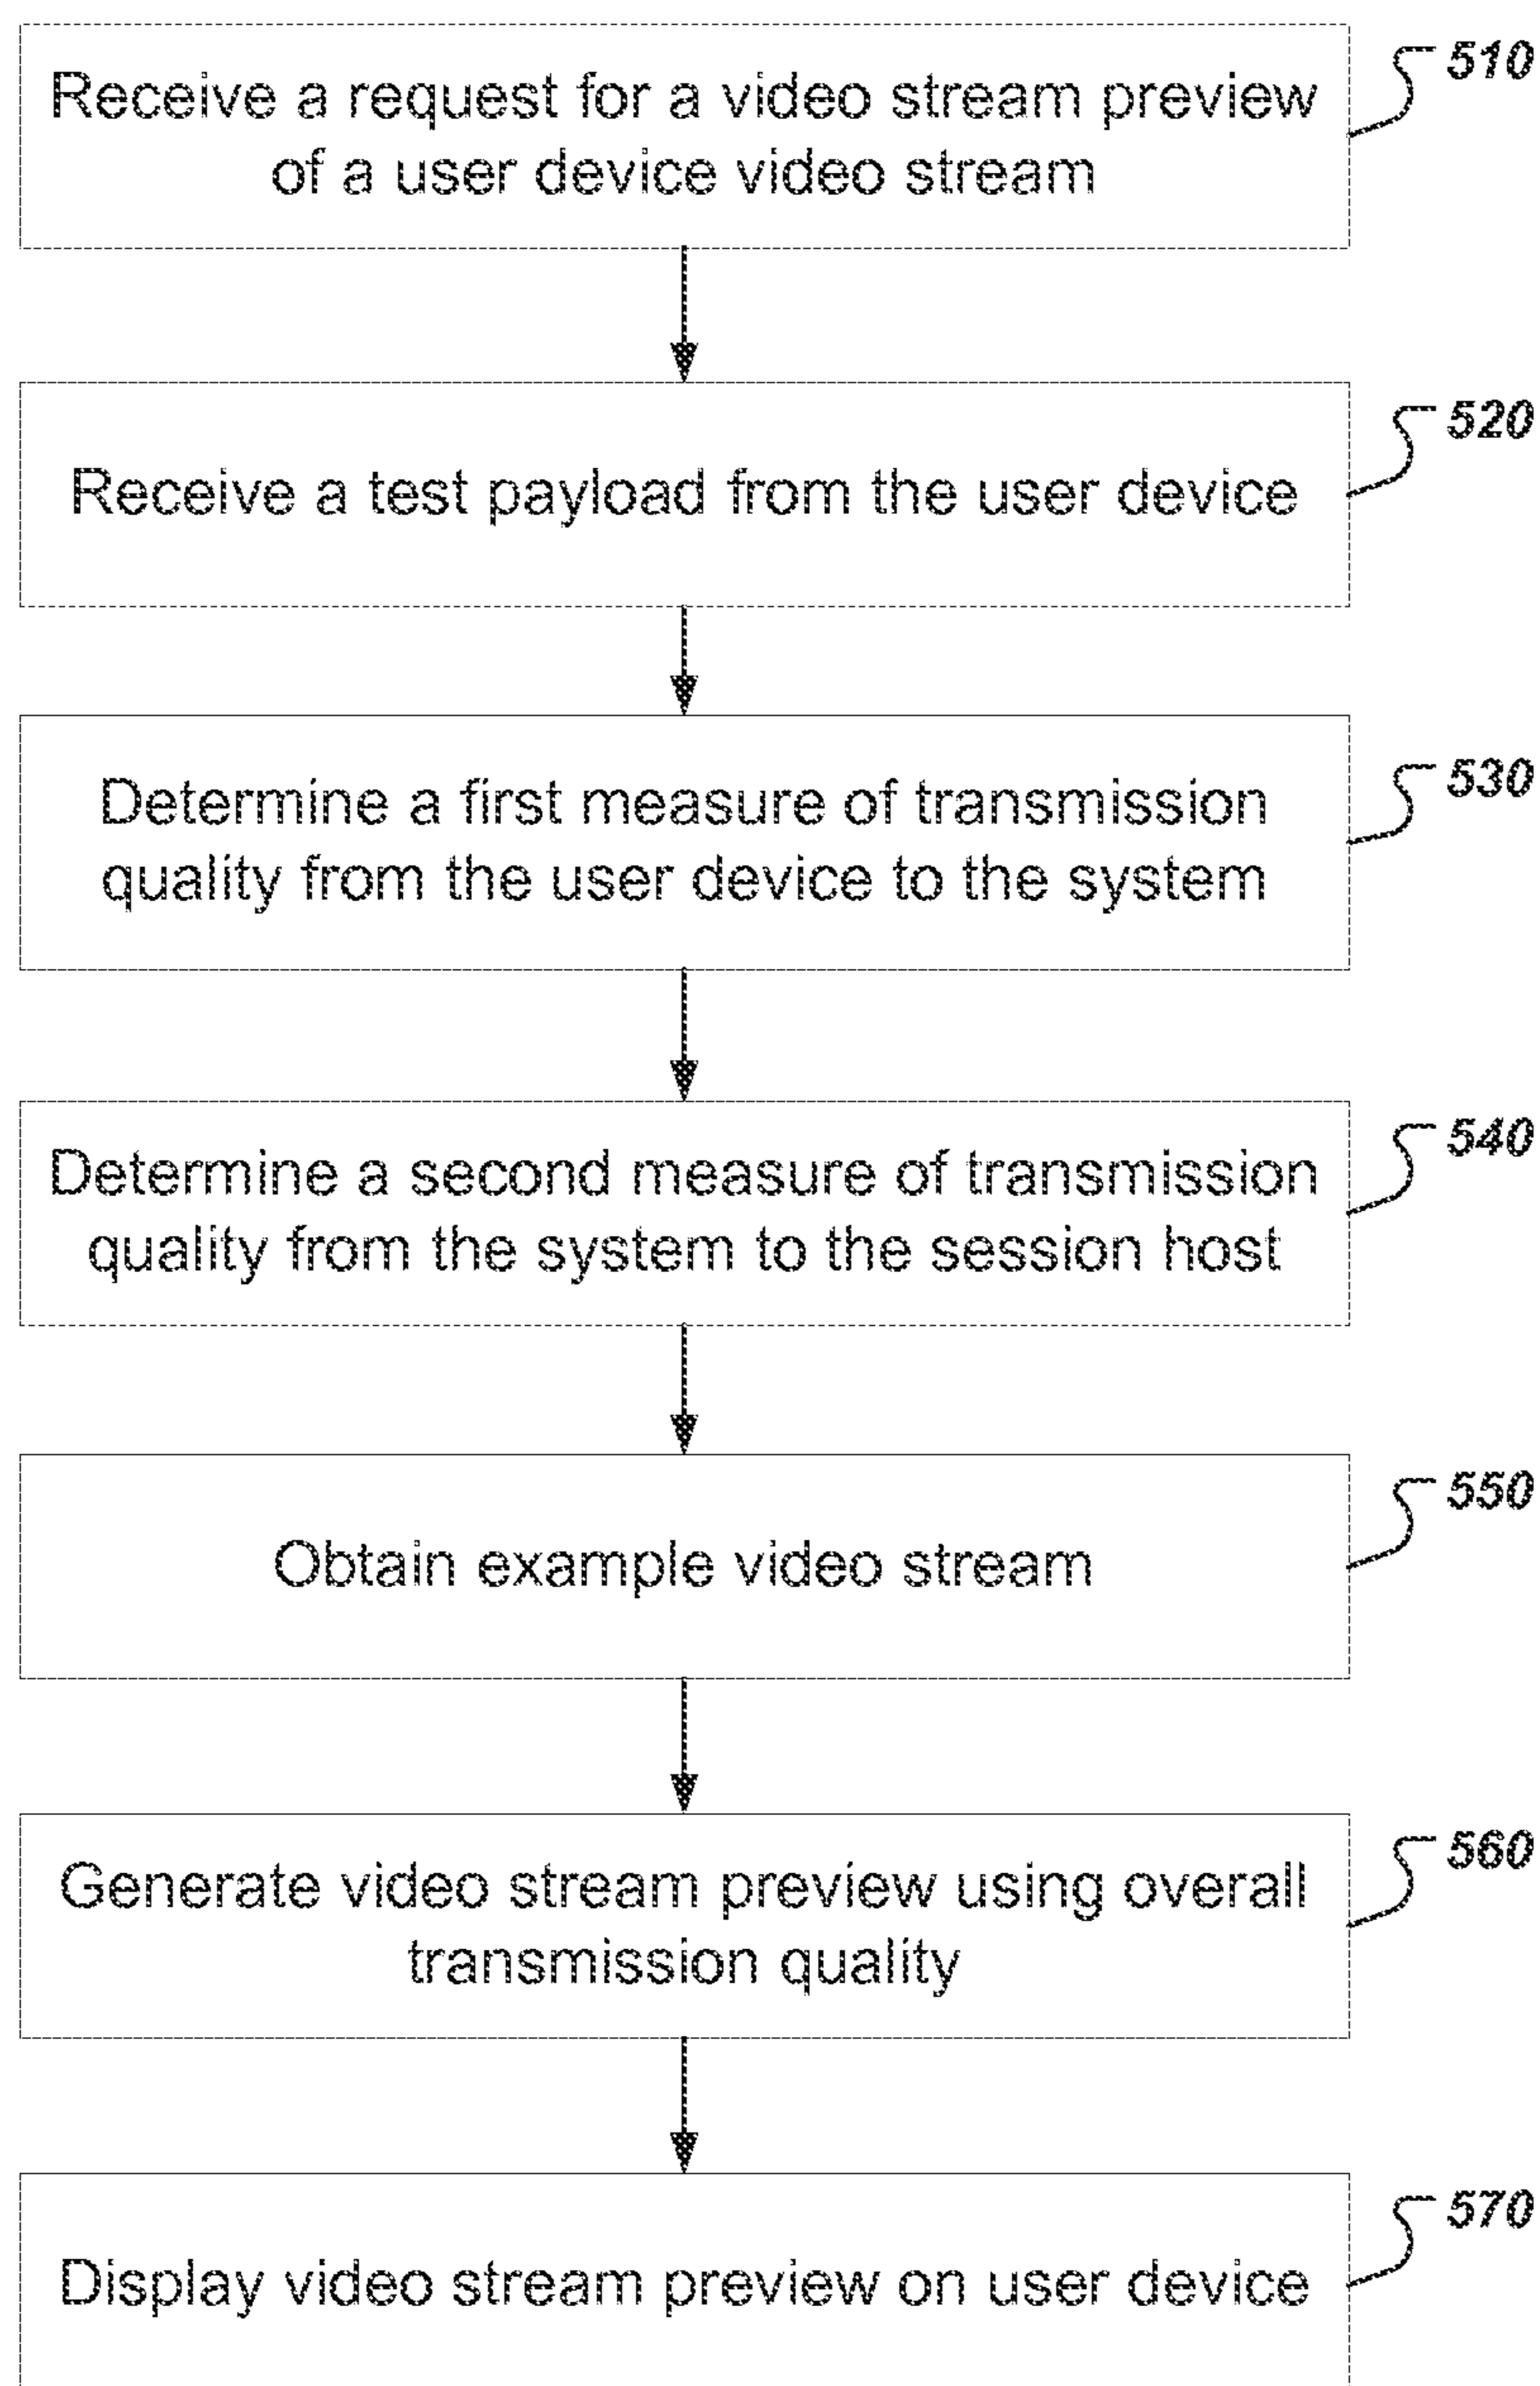 Receive a request for a video stream preview
of a user device video stream
510
Receive a test payload from the user device
520
Determine a first measure of transmission
quality from the user device to the system
530
Determine a second measure of transmission
quality from the system to the session host
540
Obtain example video stream
550
Generate video stream preview using overall
transmission quality
560
Display video stream preview on user device
570